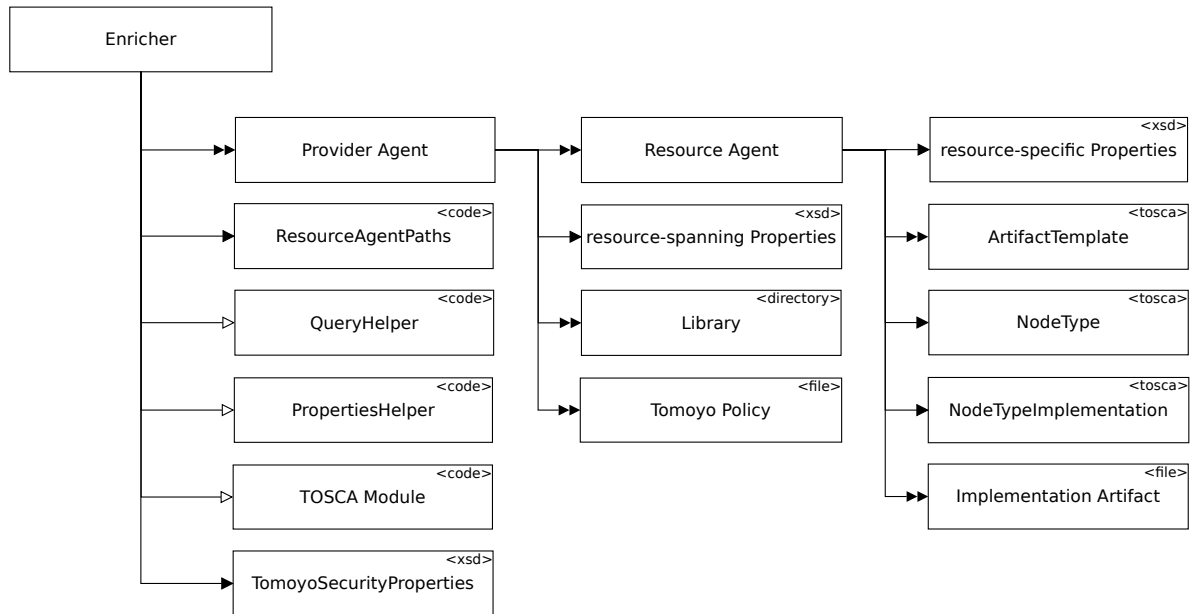 Enricher
Provider Agent
<code>
ResourceAgentPaths
<code>
QueryHelper
<code>
PropertiesHelper
<code>
TOSCA Module
<xsd>
TomoyoSecurityProperties
Resource Agent
<xsd>
resource-spanning Properties
<directory>
Library
<file>
Tomoyo Policy
<xsd>
resource-specific Properties
<tosca>
ArtifactTemplate
<tosca>
NodeType
<tosca>
NodeTypeImplementation
<file>
Implementation Artifact